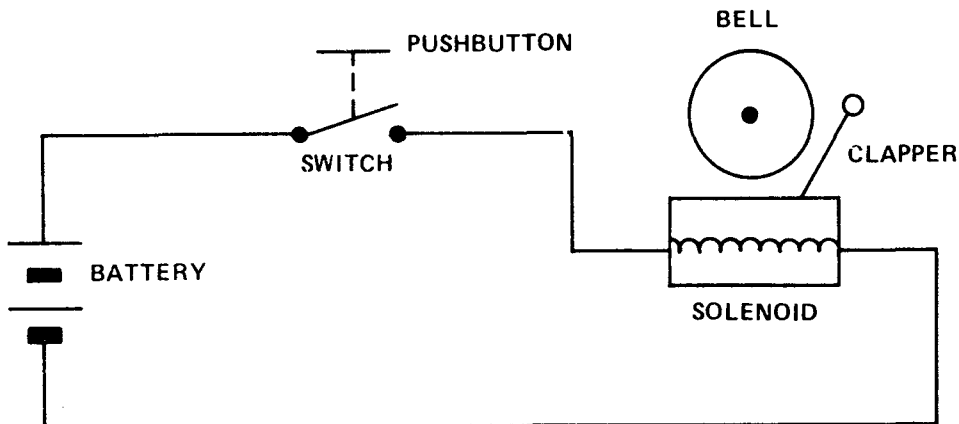 BELL
PUSHBUTTON
CLAPPER
SWITCH
BATTERY
SOLENOID